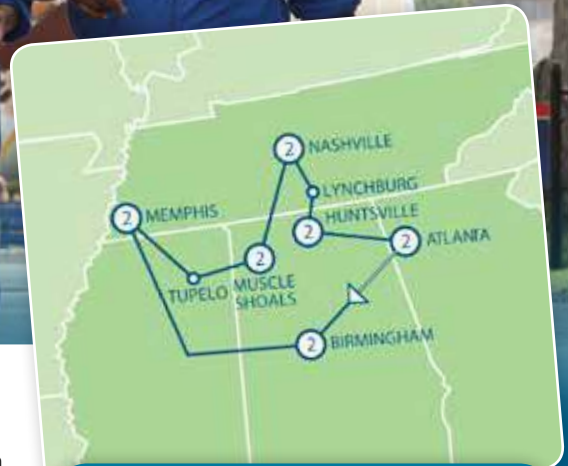 2 NASHVILLE
LYNCHBURG
2 MEMPHIS
2 HUNTSVILLE
2 ATLANTA
2 MUSCLE
SHOALS
TUPELO
2 BIRMINGHAM